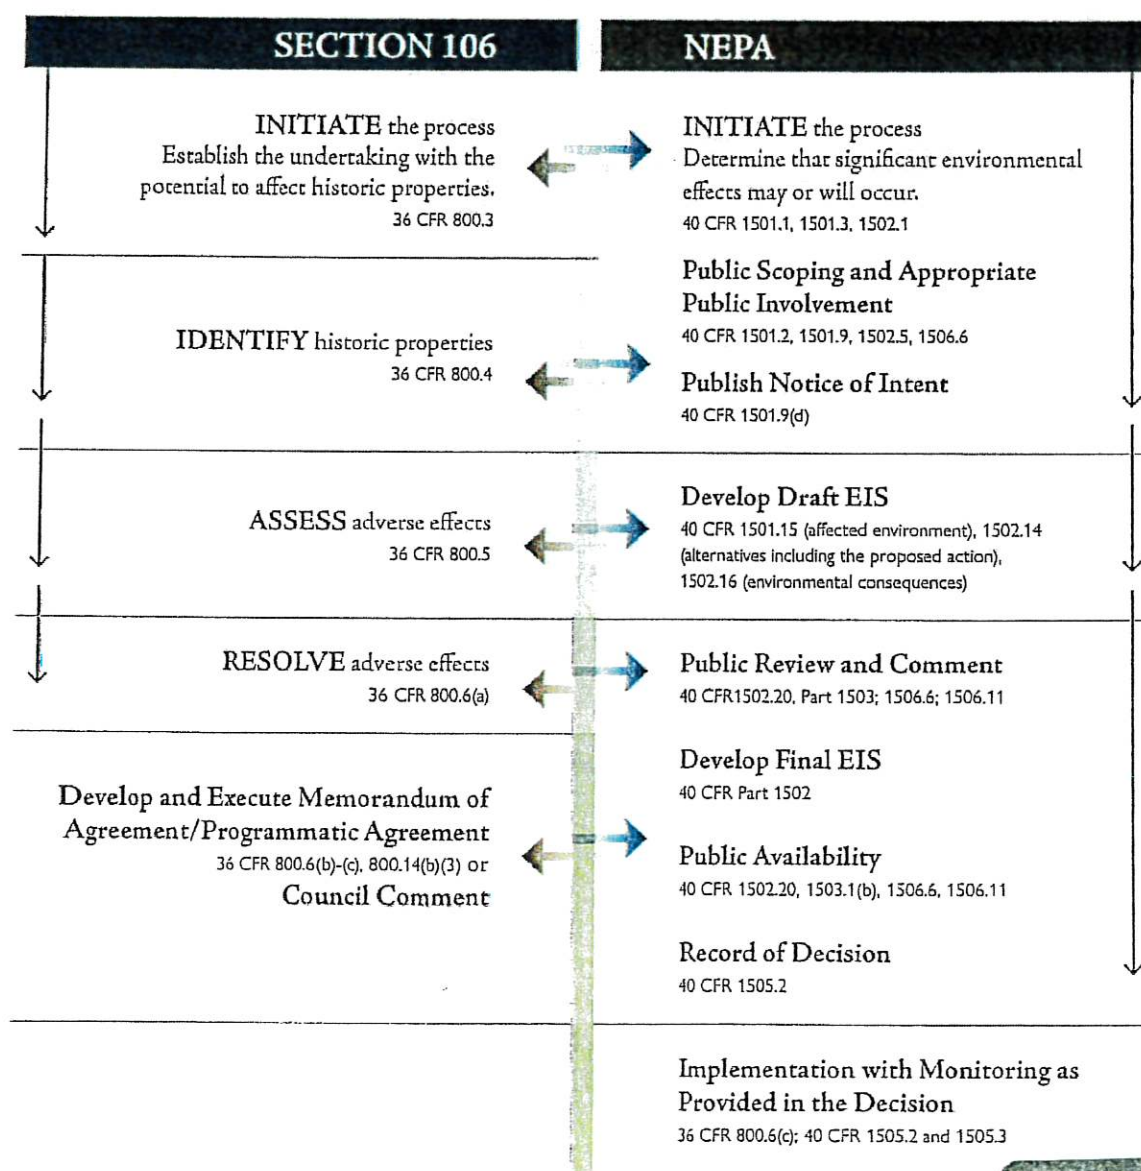 SECTION 106
INITIATE the process
Establish the undertaking with the
potential to affect historic properties.
36 CFR 800.3
IDENTIFY historic properties
36 CFR 800.4
ASSESS adverse effects
36 CFR 800.5
RESOLVE adverse effects
36 CFR 800.6(a)
Develop and Execute Memorandum of
Agreement/Programmatic Agreement
36 CFR 800.6(b)-(c), 800.14(b)(3) or
Council Comment
NEPA
INITIATE the process
Determine that significant environmental
effects may or will occur.
40 CFR 1501.1, 1501.3, 1502.1
Public Scoping and Appropriate
Public Involvement
40 CFR 1501.2, 1501.9, 1502.5, 1506.6
Publish Notice of Intent
40 CFR 1501.9(d)
Develop Draft EIS
40 CFR 1501.15 (affected environment), 1502.14
(alternatives including the proposed action),
1502.16 (environmental consequences)
Public Review and Comment
40 CFR1502.20, Part 1503; 1506.6; 1506.11
Develop Final EIS
40 CFR Part 1502
Public Availability
40 CFR 1502.20, 1503.1(b), 1506.6, 1506.11
Record of Decision
40 CFR 1505.2
Implementation with Monitoring as
Provided in the Decision
36 CFR 800.6(c); 40 CFR 1505.2 and 1505.3